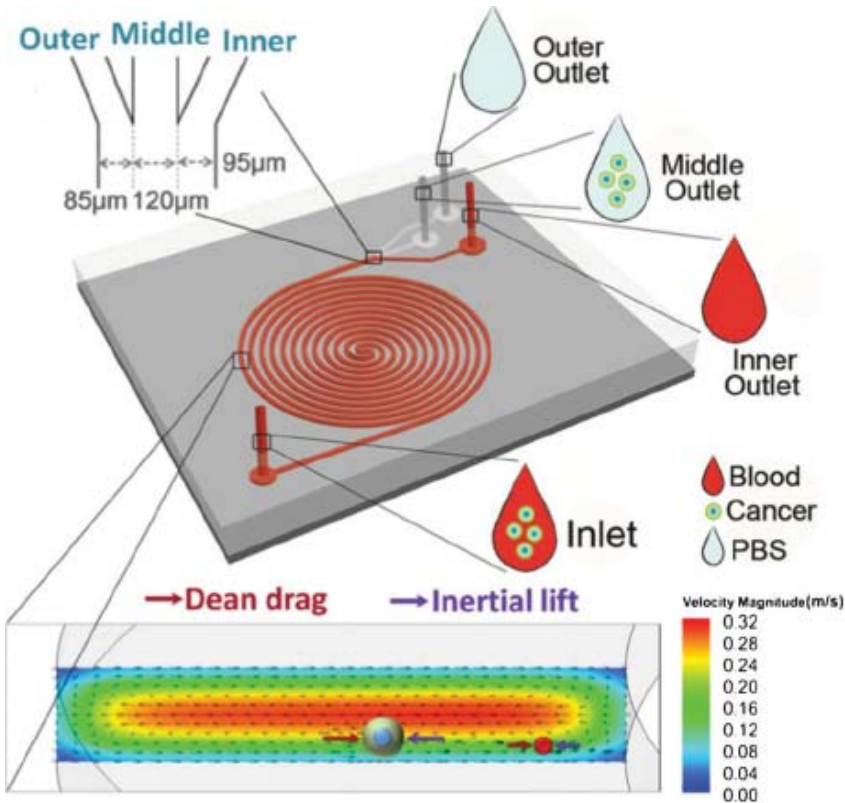 Outer Middle Inner
95µm
85µm 120µm
Outer
Outlet
Middle
Outlet
Inner
Outlet
Inlet
Blood
Cancer
PBS
Dean drag
Inertial lift
Velocity Magnitude(m/s)
0.32
0.28
0.24
0.20
0.16
0.12
0.08
0.04
0.00